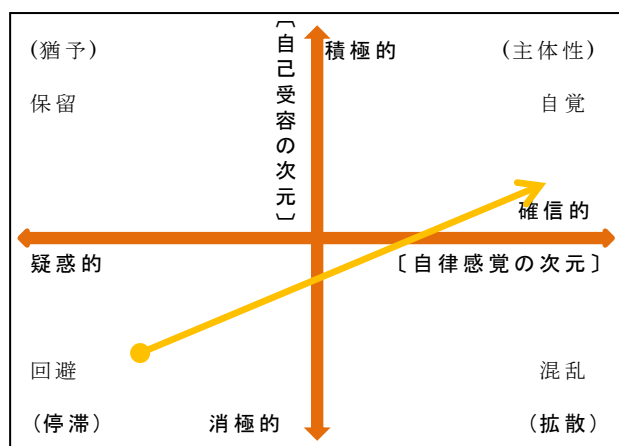 (猶予)
保留
〔自己受容の次元〕
積極的
(主体性)
自覚
確信的
疑惑的
〔自律感覚の次元〕
回避
(停滞)
消極的
混乱
(拡散)